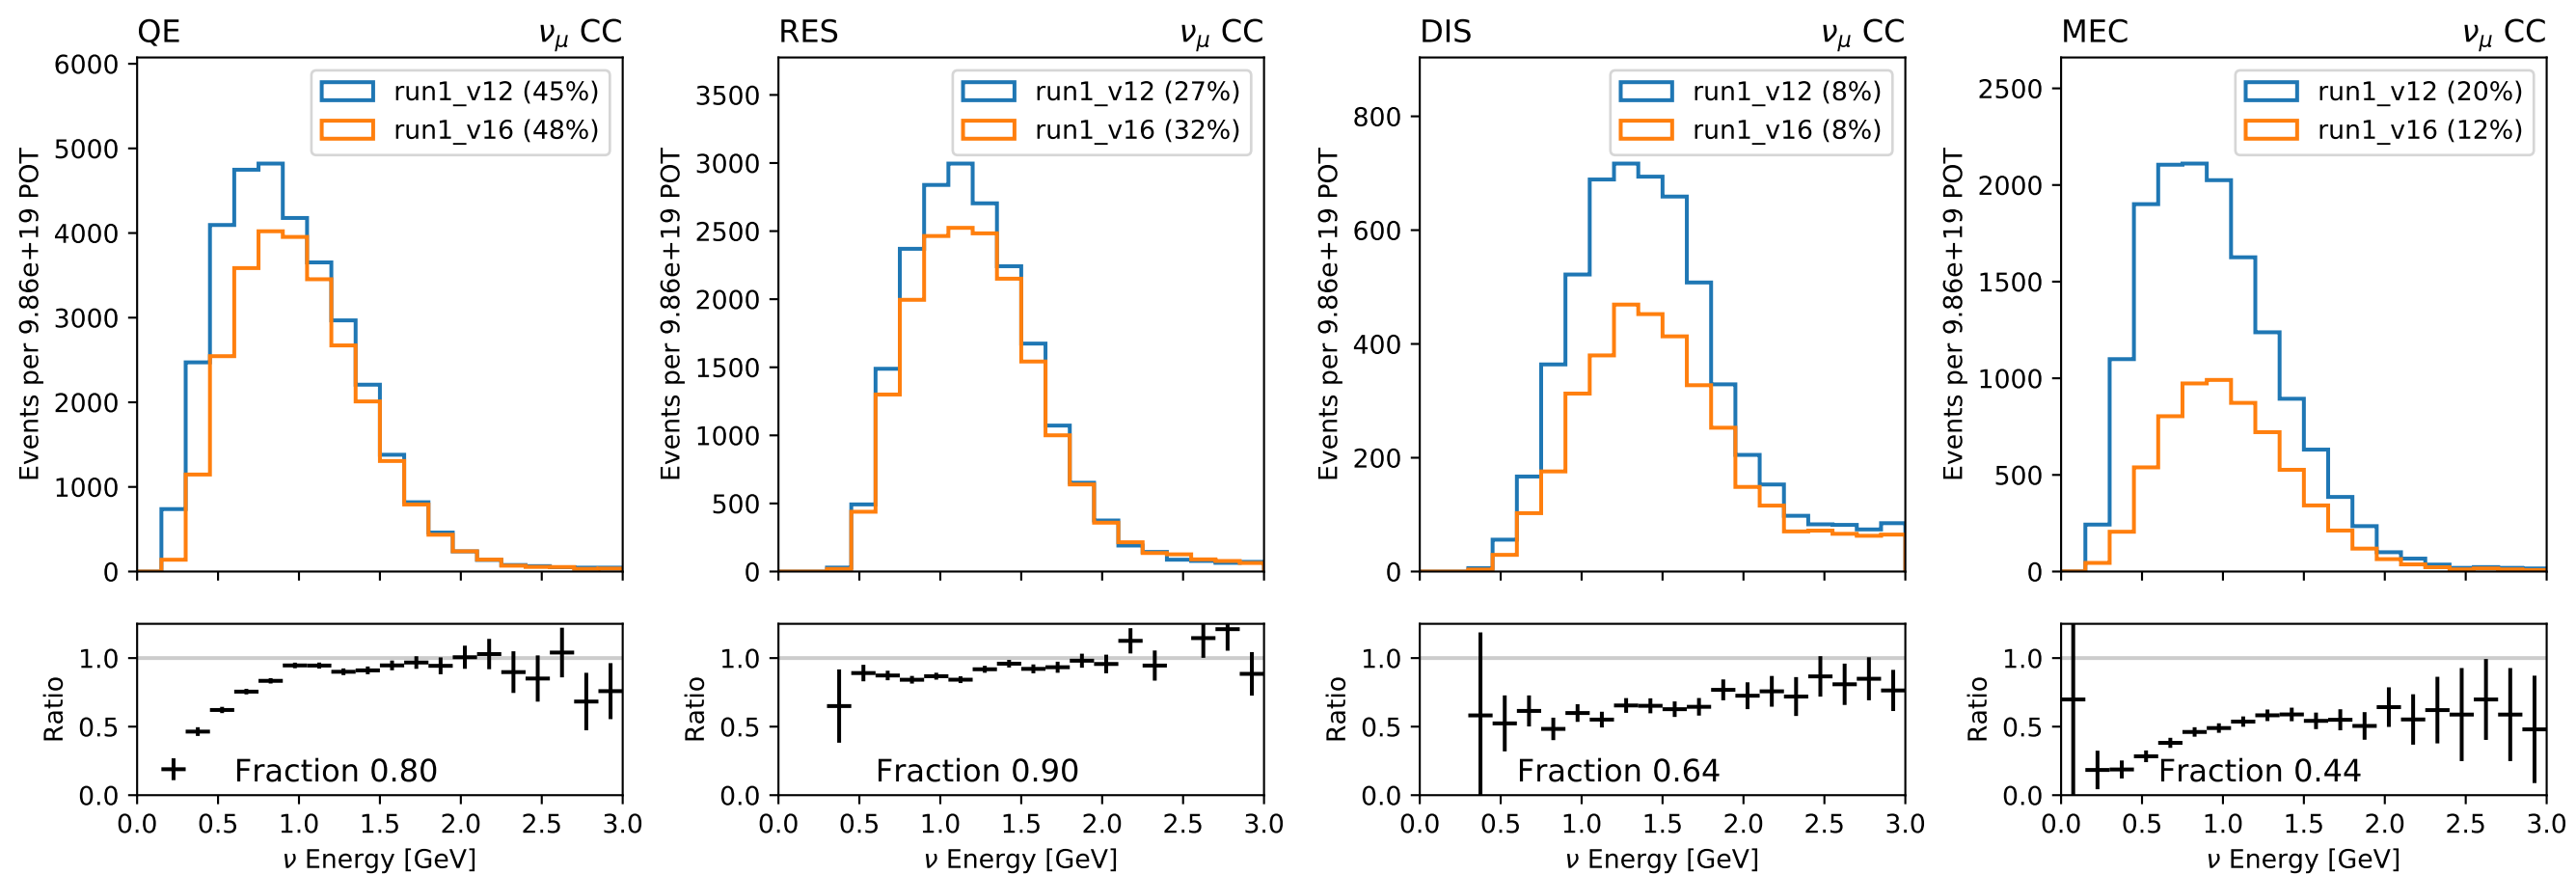 QE
ν_μ CC
run1_v12 (45%)
run1_v16 (48%)
Events per 9.86e+19 POT
6000
5000
4000
3000
2000
1000
0
Ratio
1.0
0.5
0.0
Fraction 0.80
0.0 0.5 1.0 1.5 2.0 2.5 3.0
ν Energy [GeV]
RES
ν_μ CC
run1_v12 (27%)
run1_v16 (32%)
Events per 9.86e+19 POT
3500
3000
2500
2000
1500
1000
500
0
Ratio
1.0
0.5
0.0
Fraction 0.90
0.0 0.5 1.0 1.5 2.0 2.5 3.0
ν Energy [GeV]
DIS
ν_μ CC
run1_v12 (8%)
run1_v16 (8%)
Events per 9.86e+19 POT
800
600
400
200
0
Ratio
1.0
0.5
0.0
Fraction 0.64
0.0 0.5 1.0 1.5 2.0 2.5 3.0
ν Energy [GeV]
MEC
ν_μ CC
run1_v12 (20%)
run1_v16 (12%)
Events per 9.86e+19 POT
2500
2000
1500
1000
500
0
Ratio
1.0
0.5
0.0
Fraction 0.44
0.0 0.5 1.0 1.5 2.0 2.5 3.0
ν Energy [GeV]